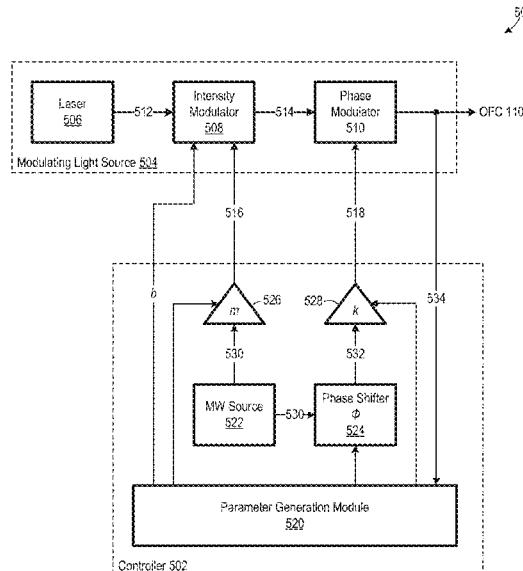 50
Laser
506
512
Intensity
Modulator
508
514
Phase
Modulator
510
OFC 110
Modulating Light Source 504
516
518
534
m
526
528
k
530
532
MW Source
522
530
Phase Shifter
Φ
524
Parameter Generation Module
520
Controller 502